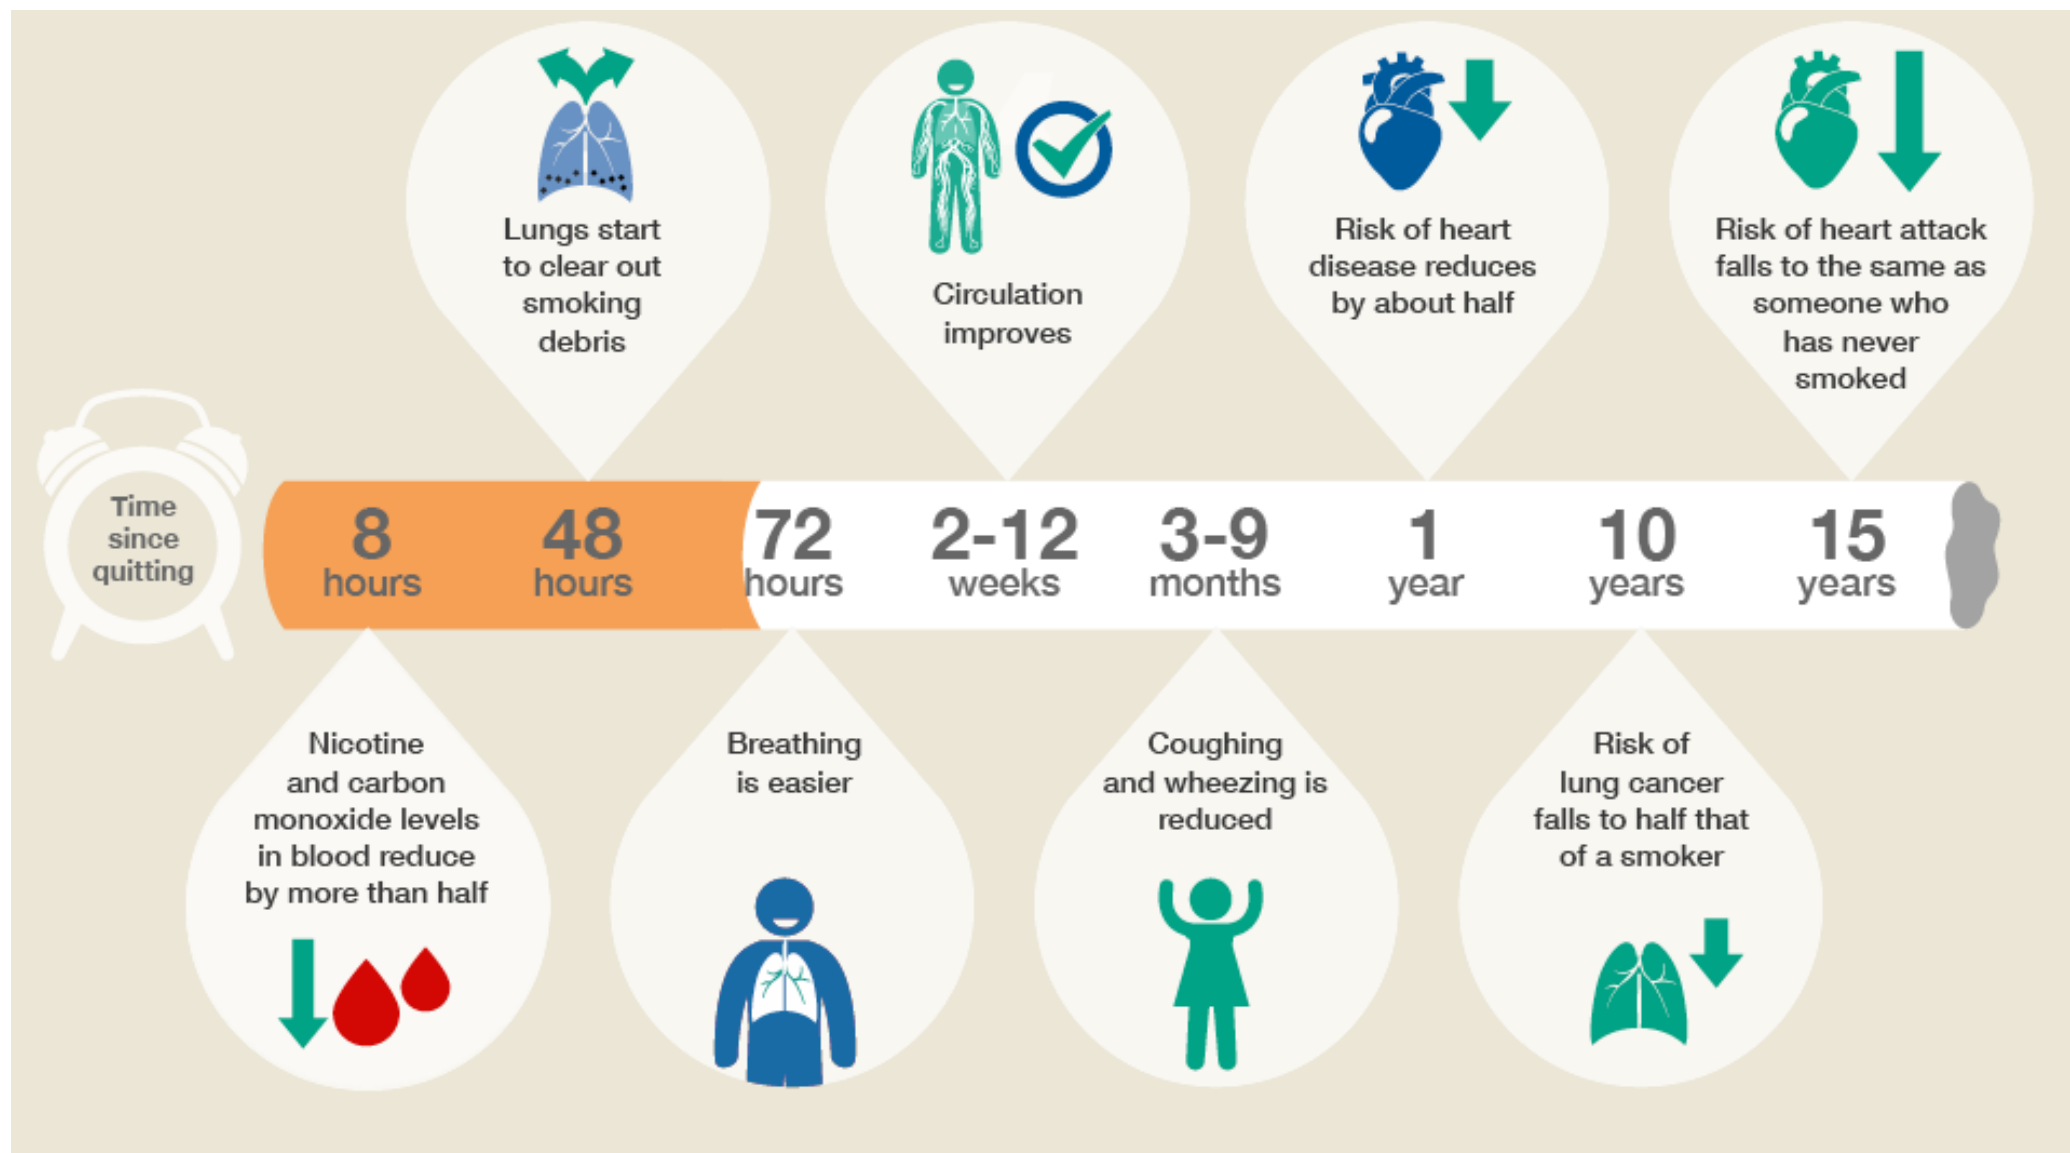 Lungs start
to clear out
smoking
debris
Circulation
improves
Risk of heart
disease reduces
by about half
Risk of heart attack
falls to the same as
someone who
has never
smoked
Time
since
quitting
8
hours
48
hours
72
hours
2-12
weeks
3-9
months
1
year
10
years
15
years
Nicotine
and carbon
monoxide levels
in blood reduce
by more than half
Breathing
is easier
Coughing
and wheezing is
reduced
Risk of
lung cancer
falls to half that
of a smoker